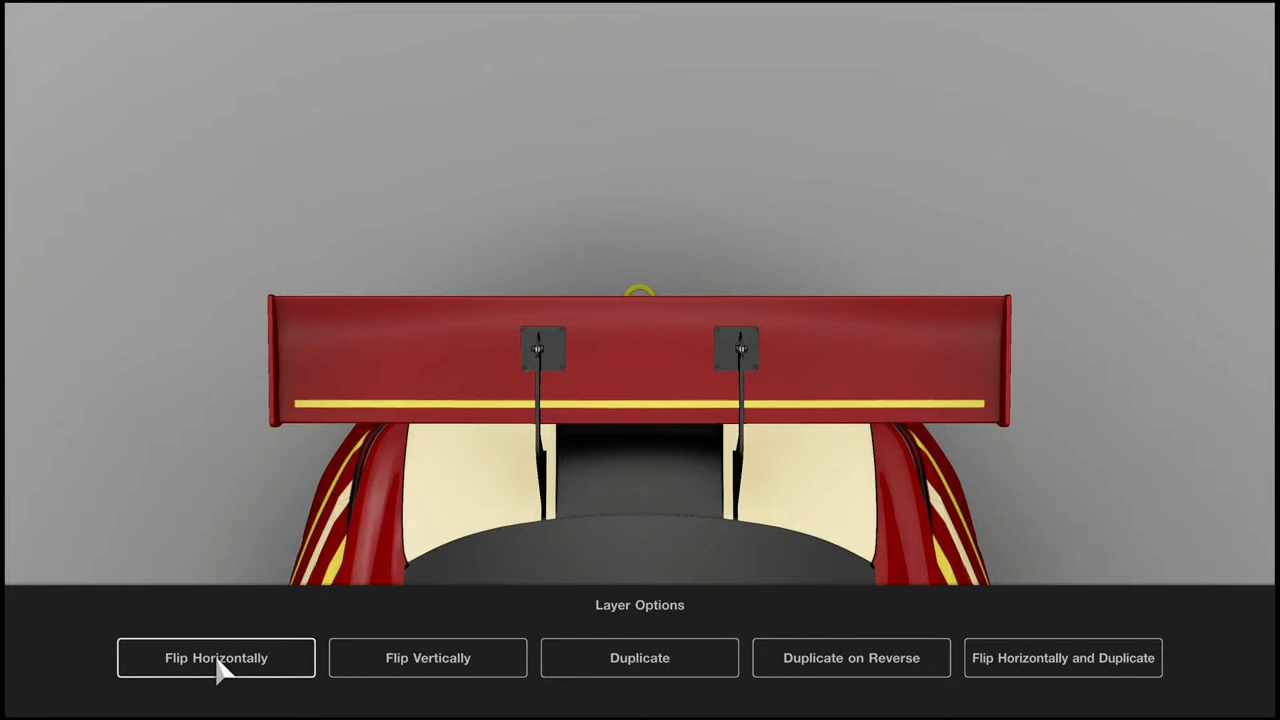 Layer Options
Flip Horizontally
Flip Vertically
Duplicate
Duplicate on Reverse
Flip Horizontally and Duplicate